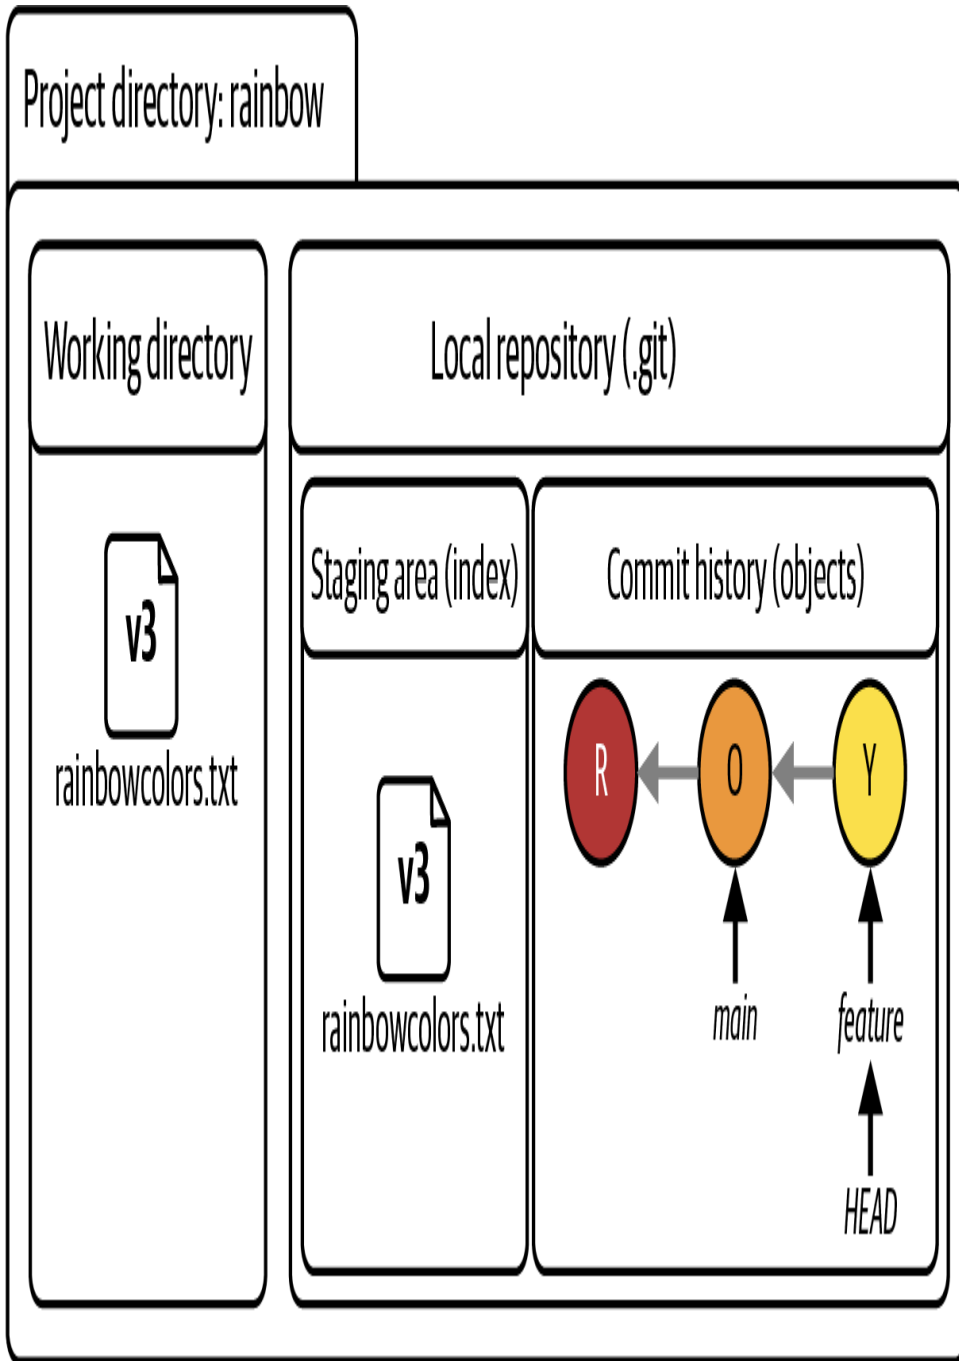 Project directory: rainbow
Working directory
Local repository (.git)
Staging area (index)
Commit history (objects)
v3
rainbowcolors.txt
v3
rainbowcolors.txt
R
O
Y
main
feature
HEAD